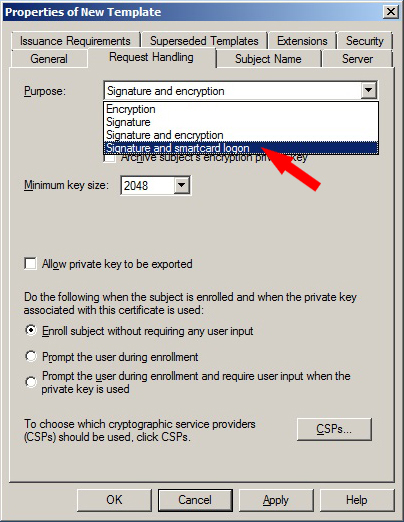 Properties of New Template
Issuance Requirements
Superseded Templates
Extensions
Security
General
Request Handling
Subject Name
Server
Purpose:
Signature and encryption
Encryption
Signature
Signature and encryption
Signature and smartcard logon
Archive subject's encryption private key
Minimum key size:
2048
Allow private key to be exported
Do the following when the subject is enrolled and when the private key
associated with this certificate is used:
Enroll subject without requiring any user input
Prompt the user during enrollment
Prompt the user during enrollment and require user input when the
private key is used
To choose which cryptographic service providers
(CSPs) should be used, click CSPs.
CSPs...
OK
Cancel
Apply
Help